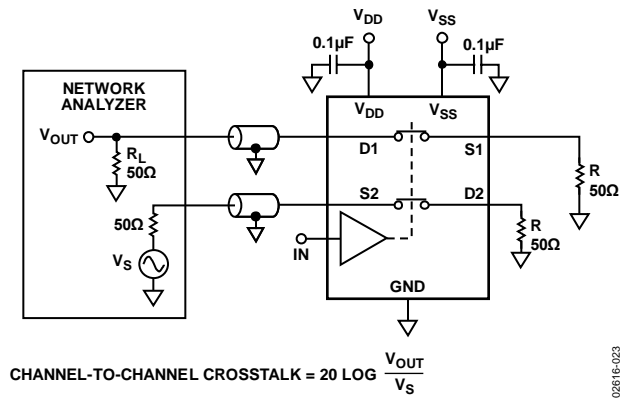 VDD
VSS
0.1µF
0.1µF
NETWORK
ANALYZER
VDD
VSS
VOUT
D1
S1
RL
50Ω
R
50Ω
S2
D2
50Ω
R
50Ω
VS
IN
GND
CHANNEL-TO-CHANNEL CROSSTALK = 20 LOG VOUT
VS
02616-023